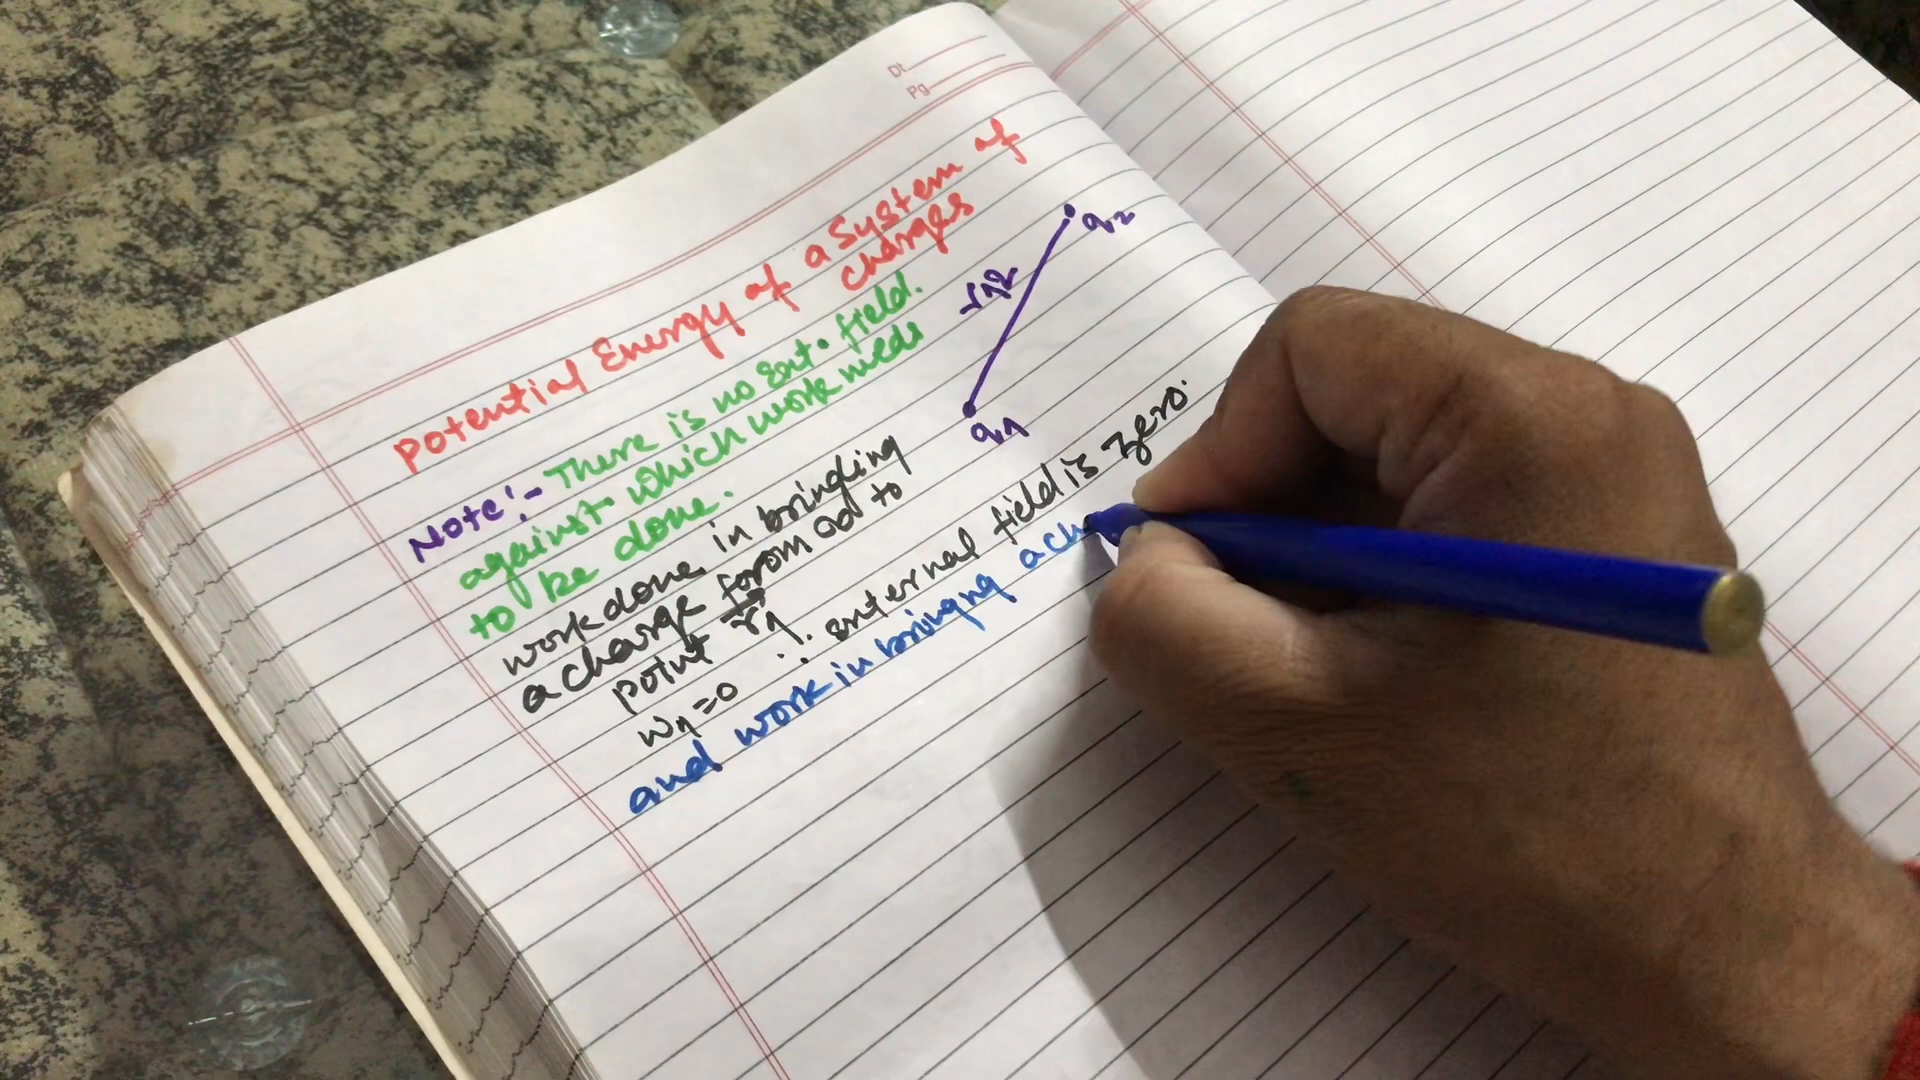 Dt
Pg
Potential Energy of a System of
charges
Note:- There is no ext. field.
against which work needs
to be done.
q2
r12
q1
work done in bringing
a charge from ∞ to
point r⃗1
W1=0 ∵ external field is zero.
and work in bringing a ch